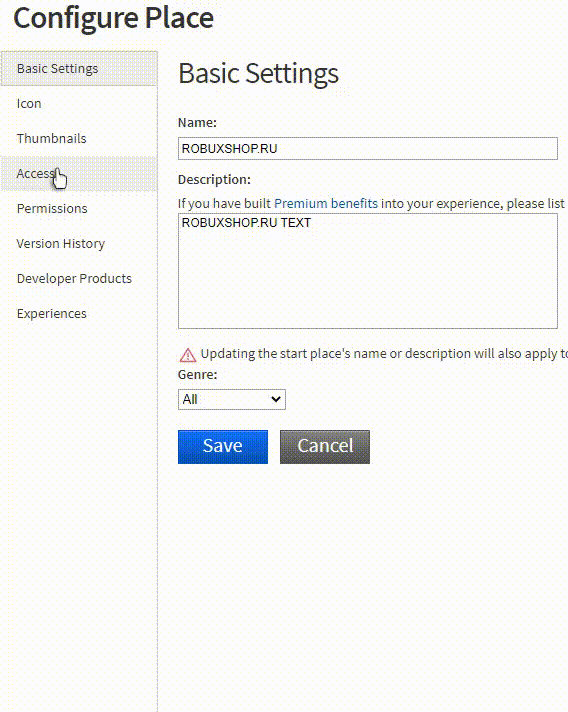 Configure Place
Basic Settings
Icon
Thumbnails
Access
Permissions
Version History
Developer Products
Experiences
Basic Settings
Name:
ROBUXSHOP.RU
Description:
If you have built Premium benefits into your experience, please list
ROBUXSHOP.RU TEXT
Updating the start place's name or description will also apply to
Genre:
All
Save
Cancel